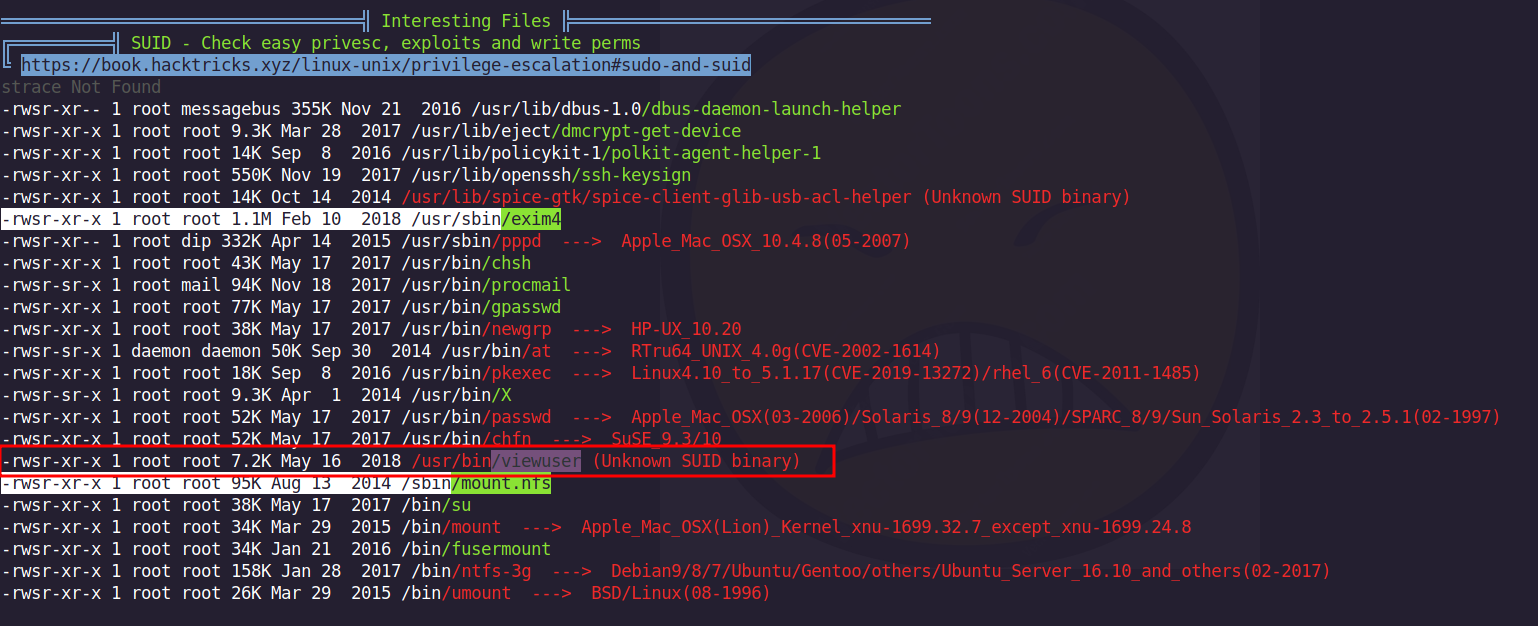 Interesting Files
SUID - Check easy privesc, exploits and write perms
https://book.hacktricks.xyz/linux-unix/privilege-escalation#sudo-and-suid
strace Not Found
-rwsr-xr-- 1 root messagebus 355K Nov 21  2016 /usr/lib/dbus-1.0/dbus-daemon-launch-helper
-rwsr-xr-x 1 root root 9.3K Mar 28  2017 /usr/lib/eject/dmcrypt-get-device
-rwsr-xr-x 1 root root 14K Sep  8  2016 /usr/lib/policykit-1/polkit-agent-helper-1
-rwsr-xr-x 1 root root 550K Nov 19  2017 /usr/lib/openssh/ssh-keysign
-rwsr-xr-x 1 root root 14K Oct 14  2014 /usr/lib/spice-gtk/spice-client-glib-usb-acl-helper (Unknown SUID binary)
-rwsr-xr-x 1 root root 1.1M Feb 10  2018 /usr/sbin/exim4
-rwsr-xr-- 1 root dip 332K Apr 14  2015 /usr/sbin/pppd  --->  Apple_Mac_OSX_10.4.8(05-2007)
-rwsr-xr-x 1 root root 43K May 17  2017 /usr/bin/chsh
-rwsr-sr-x 1 root mail 94K Nov 18  2017 /usr/bin/procmail
-rwsr-xr-x 1 root root 77K May 17  2017 /usr/bin/gpasswd
-rwsr-xr-x 1 root root 38K May 17  2017 /usr/bin/newgrp  --->  HP-UX_10.20
-rwsr-sr-x 1 daemon daemon 50K Sep 30  2014 /usr/bin/at  --->  RTru64_UNIX_4.0g(CVE-2002-1614)
-rwsr-xr-x 1 root root 18K Sep  8  2016 /usr/bin/pkexec  --->  Linux4.10_to_5.1.17(CVE-2019-13272)/rhel_6(CVE-2011-1485)
-rwsr-sr-x 1 root root 9.3K Apr  1  2014 /usr/bin/X
-rwsr-xr-x 1 root root 52K May 17  2017 /usr/bin/passwd  --->  Apple_Mac_OSX(03-2006)/Solaris_8/9(12-2004)/SPARC_8/9/Sun_Solaris_2.3_to_2.5.1(02-1997)
-rwsr-xr-x 1 root root 52K May 17  2017 /usr/bin/chfn  --->  SuSE_9.3/10
-rwsr-xr-x 1 root root 7.2K May 16  2018 /usr/bin/viewuser (Unknown SUID binary)
-rwsr-xr-x 1 root root 95K Aug 13  2014 /sbin/mount.nfs
-rwsr-xr-x 1 root root 38K May 17  2017 /bin/su
-rwsr-xr-x 1 root root 34K Mar 29  2015 /bin/mount  --->  Apple_Mac_OSX(Lion)_Kernel_xnu-1699.32.7_except_xnu-1699.24.8
-rwsr-xr-x 1 root root 34K Jan 21  2016 /bin/fusermount
-rwsr-xr-x 1 root root 158K Jan 28  2017 /bin/ntfs-3g  --->  Debian9/8/7/Ubuntu/Gentoo/others/Ubuntu_Server_16.10_and_others(02-2017)
-rwsr-xr-x 1 root root 26K Mar 29  2015 /bin/umount  --->  BSD/Linux(08-1996)